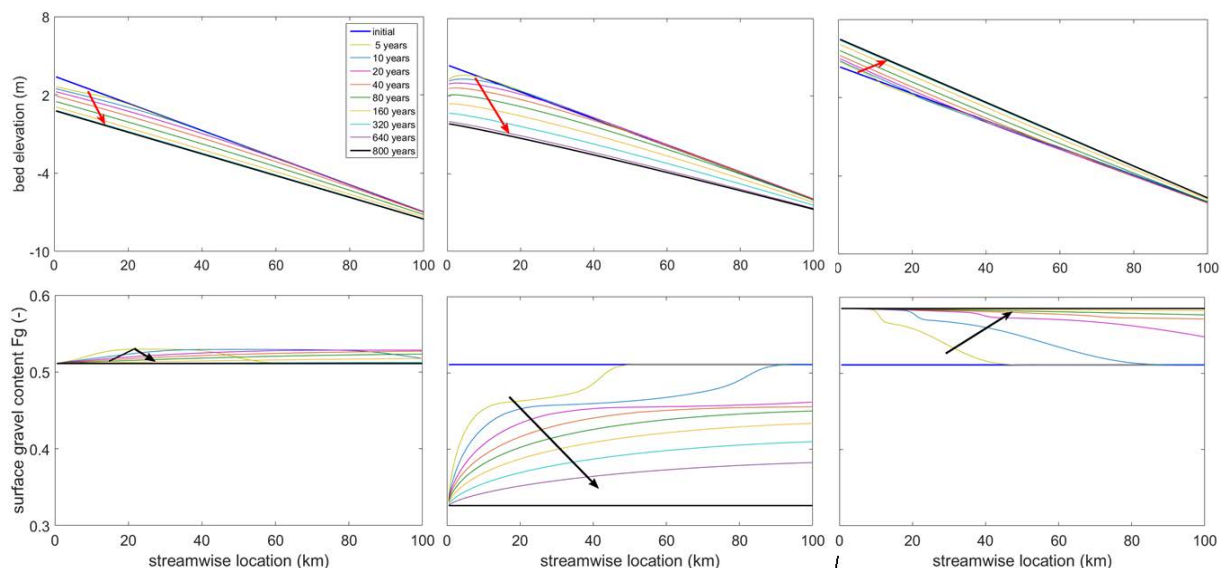 8
2
-4
-10
bed elevation (m)
initial
5 years
10 years
20 years
40 years
80 years
160 years
320 years
640 years
800 years
0 20 40 60 80 100
0 20 40 60 80 100
0 20 40 60 80 100
0.6
0.5
0.4
0.3
surface gravel content Fg (-)
0 20 40 60 80 100
0 20 40 60 80 100
0 20 40 60 80 100
streamwise location (km)
streamwise location (km)
streamwise location (km)